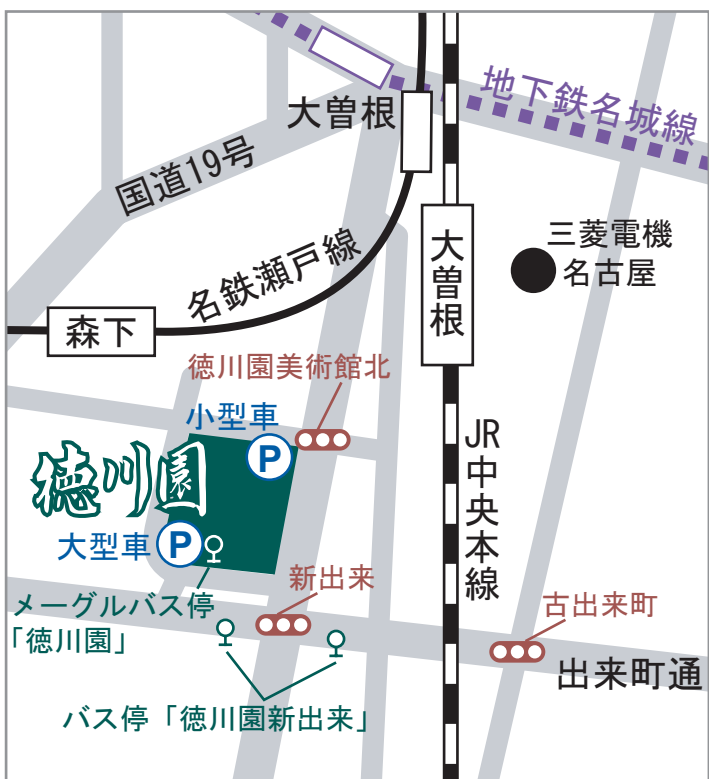 地下鉄名城線
大曽根
国道19号
三菱電機
名古屋
大曽根
名鉄瀬戸線
森下
徳川園美術館北
小型車
P
徳川園
JR中央本線
大型車
P
新出来
メーグルバス停
「徳川園」
古出来町
出来町通
バス停「徳川園新出来」